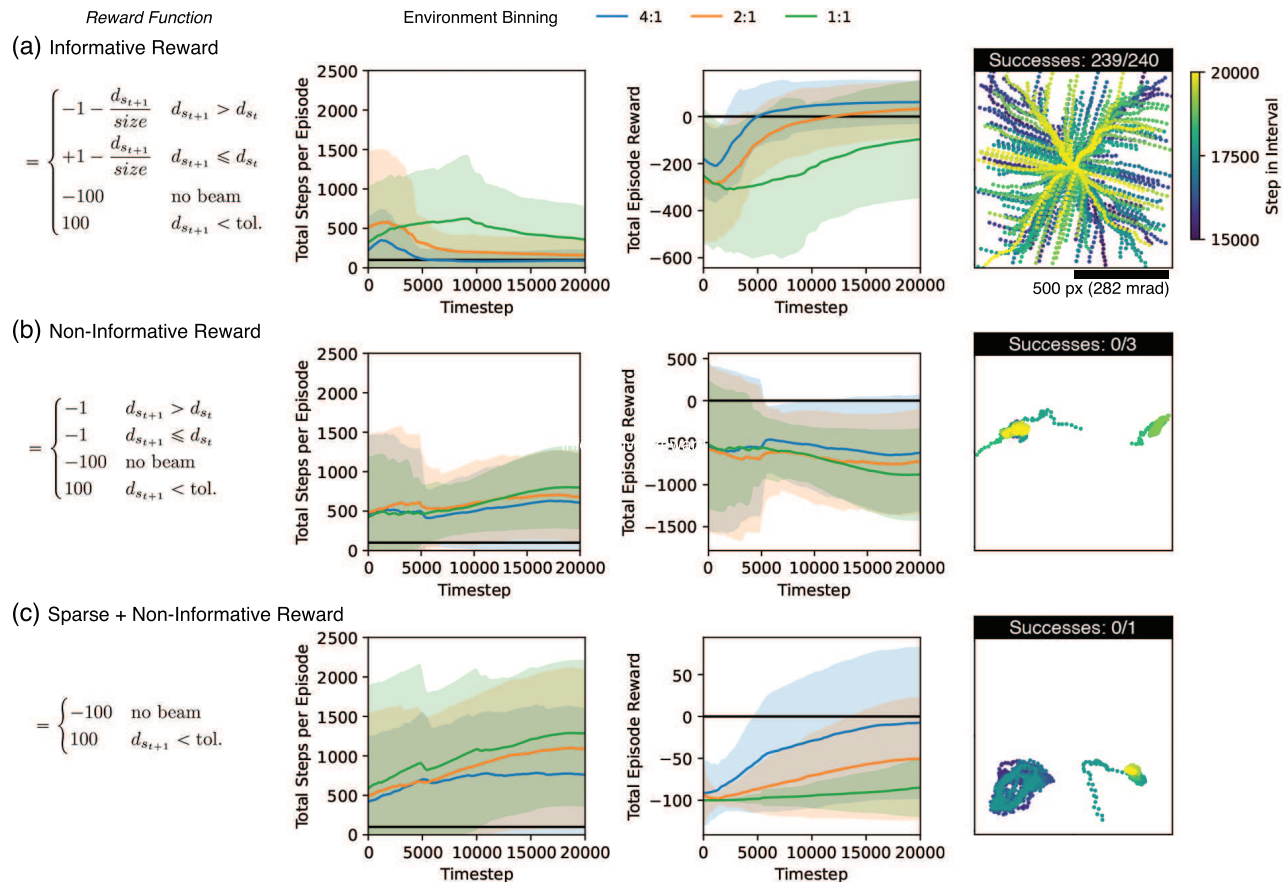 Reward Function
Environment Binning 4:1 2:1 1:1
(a) Informative Reward
= { −1 − d_{s_{t+1}}/size   d_{s_{t+1}} > d_{s_t}
+1 − d_{s_{t+1}}/size   d_{s_{t+1}} ⩽ d_{s_t}
−100   no beam
100   d_{s_{t+1}} < tol.
Total Steps per Episode
2500
2000
1500
1000
500
0
0 5000 10000 15000 20000
Timestep
Total Episode Reward
0
−200
−400
−600
0 5000 10000 15000 20000
Timestep
Successes: 239/240
500 px (282 mrad)
20000
17500
15000
Step in Interval
(b) Non-Informative Reward
= { −1   d_{s_{t+1}} > d_{s_t}
−1   d_{s_{t+1}} ⩽ d_{s_t}
−100   no beam
100   d_{s_{t+1}} < tol.
Total Steps per Episode
2500
2000
1500
1000
500
0
0 5000 10000 15000 20000
Timestep
Total Episode Reward
500
0
−500
−1000
−1500
0 5000 10000 15000 20000
Timestep
Successes: 0/3
(c) Sparse + Non-Informative Reward
= { −100   no beam
100   d_{s_{t+1}} < tol.
Total Steps per Episode
2500
2000
1500
1000
500
0
0 5000 10000 15000 20000
Timestep
Total Episode Reward
50
0
−50
−100
0 5000 10000 15000 20000
Timestep
Successes: 0/1